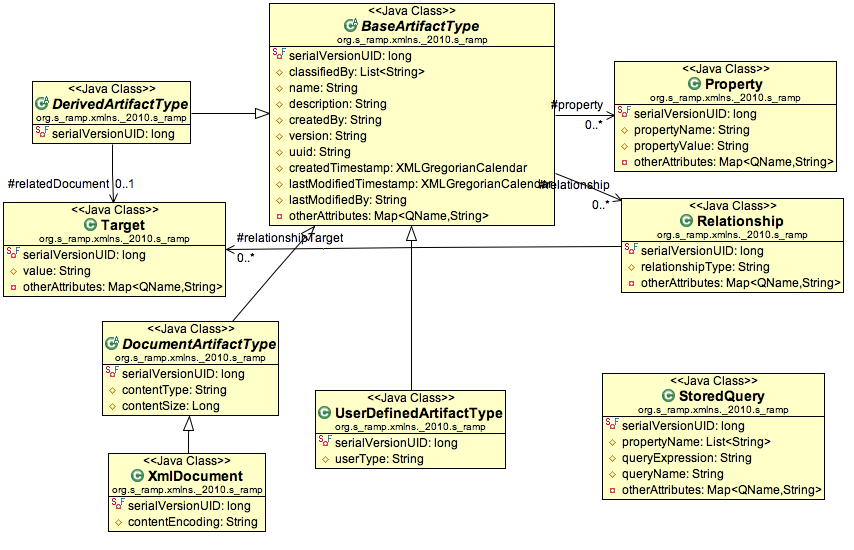 <<Java Class>>
BaseArtifactType
org.s_ramp.xmlns._2010.s_ramp
serialVersionUID: long
classifiedBy: List<String>
name: String
description: String
createdBy: String
version: String
uuid: String
createdTimestamp: XMLGregorianCalendar
lastModifiedTimestamp: XMLGregorianCalendar
lastModifiedBy: String
otherAttributes: Map<QName,String>
<<Java Class>>
DerivedArtifactType
org.s_ramp.xmlns._2010.s_ramp
serialVersionUID: long
#property
0..*
<<Java Class>>
Property
org.s_ramp.xmlns._2010.s_ramp
serialVersionUID: long
propertyName: String
propertyValue: String
otherAttributes: Map<QName,String>
#relatedDocument
0..1
#relationship
0..*
<<Java Class>>
Target
org.s_ramp.xmlns._2010.s_ramp
serialVersionUID: long
value: String
otherAttributes: Map<QName,String>
#relationshipTarget
0..*
<<Java Class>>
Relationship
org.s_ramp.xmlns._2010.s_ramp
serialVersionUID: long
relationshipType: String
otherAttributes: Map<QName,String>
<<Java Class>>
DocumentArtifactType
org.s_ramp.xmlns._2010.s_ramp
serialVersionUID: long
contentType: String
contentSize: Long
<<Java Class>>
UserDefinedArtifactType
org.s_ramp.xmlns._2010.s_ramp
serialVersionUID: long
userType: String
<<Java Class>>
StoredQuery
org.s_ramp.xmlns._2010.s_ramp
serialVersionUID: long
propertyName: List<String>
queryExpression: String
queryName: String
otherAttributes: Map<QName,String>
<<Java Class>>
XmlDocument
org.s_ramp.xmlns._2010.s_ramp
serialVersionUID: long
contentEncoding: String